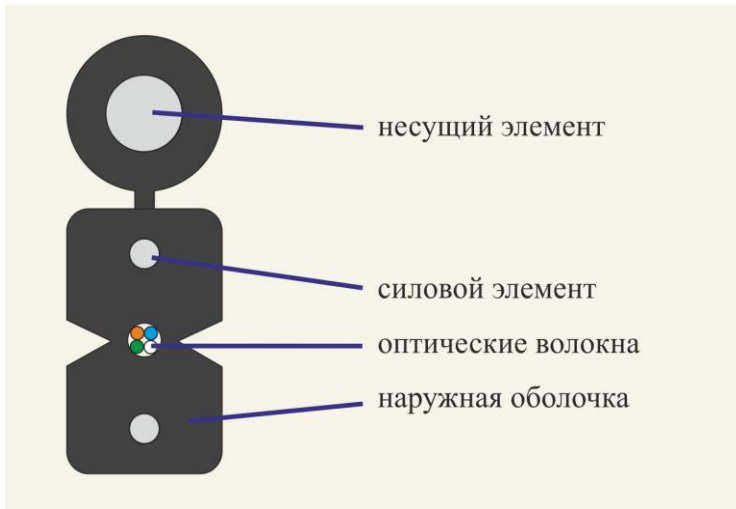 несущий элемент
силовой элемент
оптические волокна
наружная оболочка